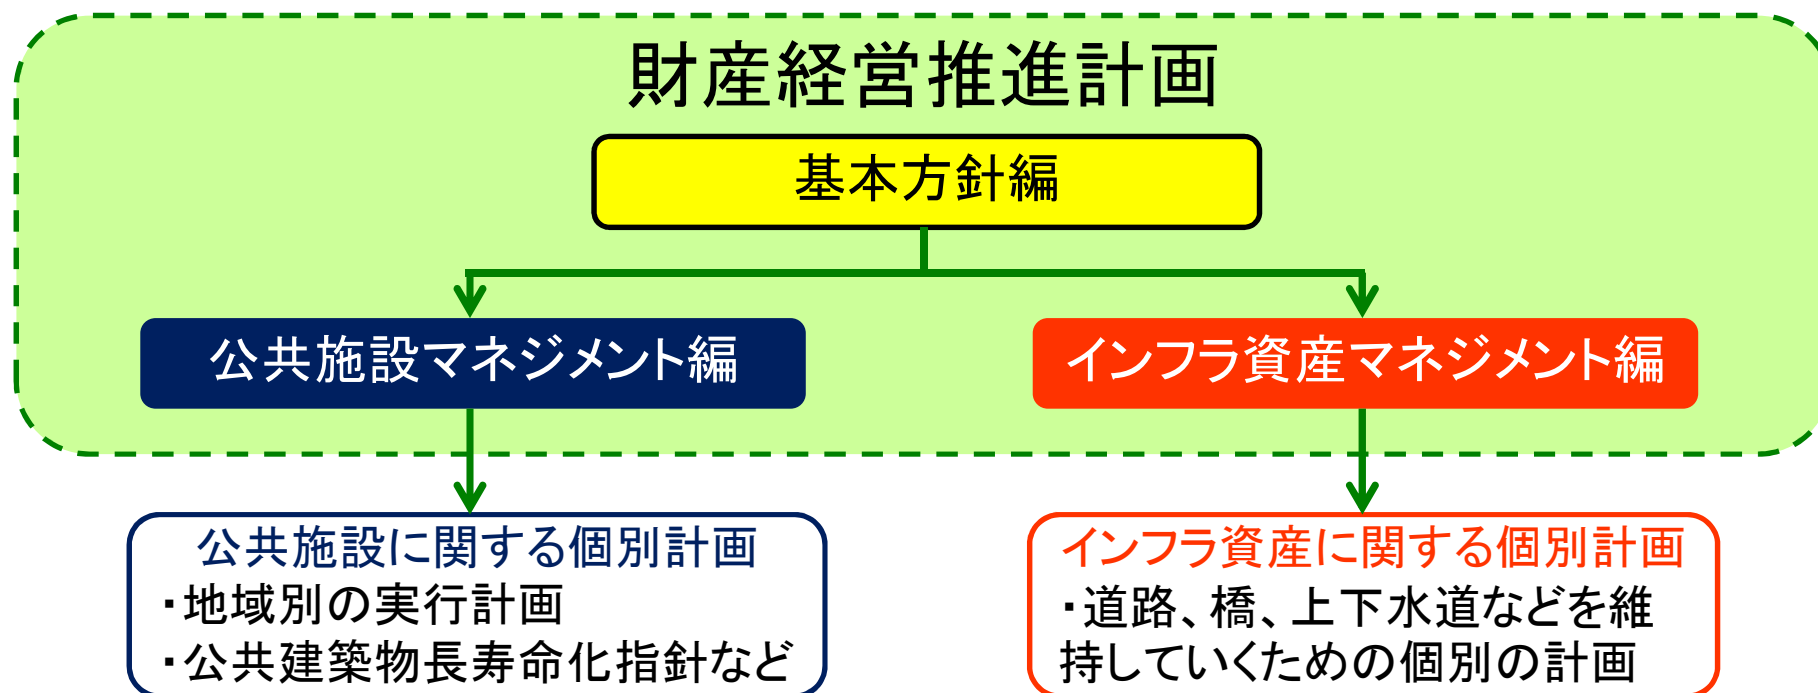 財産経営推進計画
基本方針編
公共施設マネジメント編
インフラ資産マネジメント編
公共施設に関する個別計画
・地域別の実行計画
・公共建築物長寿命化指針など
インフラ資産に関する個別計画
・道路、橋、上下水道などを維
持していくための個別の計画